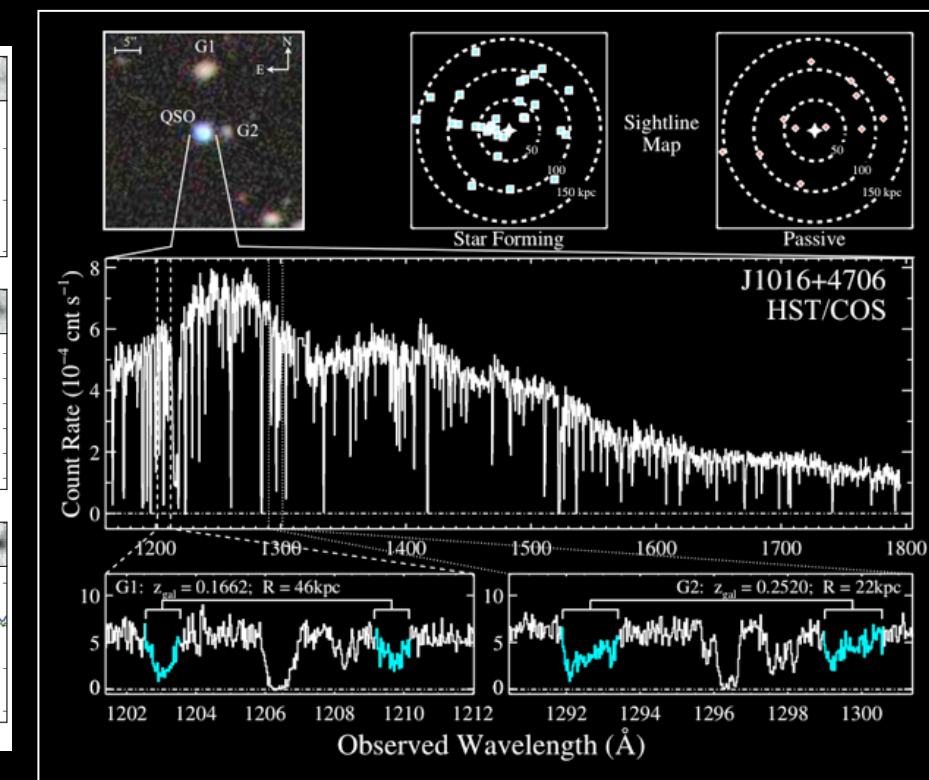 5"
G1
N
E
QSO
G2
50
100
150 kpc
Star Forming
Sightline
Map
50
100
150 kpc
Passive
J1016+4706
HST/COS
Count Rate (10⁻⁴ cnt s⁻¹)
8
6
4
2
0
1200 1300 1400 1500 1600 1700 1800
G1: z_gal = 0.1662; R = 46kpc
10
5
0
1202 1204 1206 1208 1210 1212
G2: z_gal = 0.2520; R = 22kpc
10
5
0
1292 1294 1296 1298 1300
Observed Wavelength (Å)